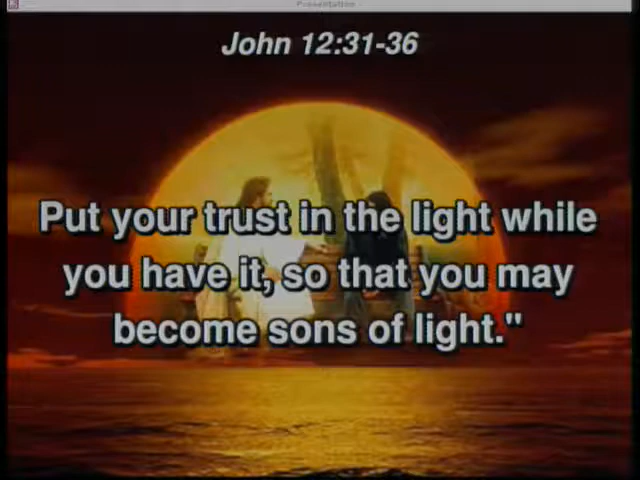 Presentation
John 12:31-36
Put your trust in the light while
you have it, so that you may
become sons of light."